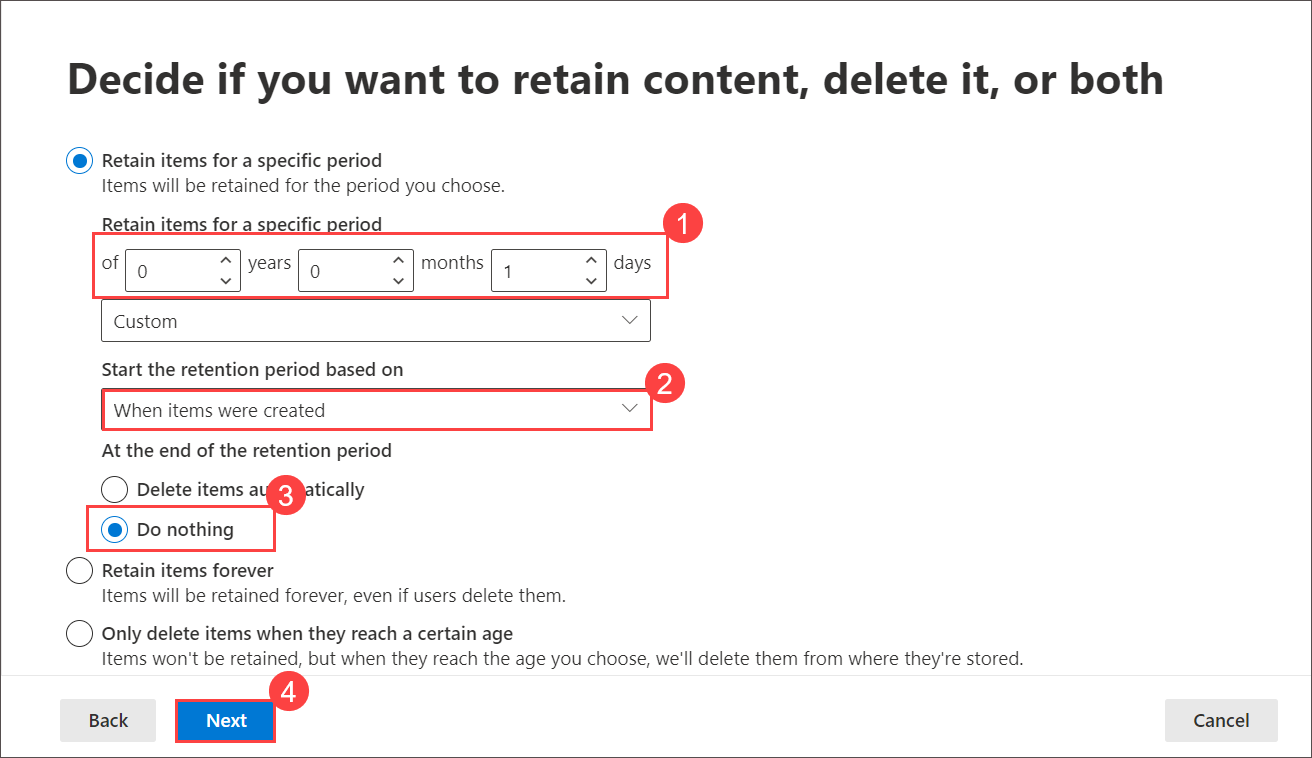 Decide if you want to retain content, delete it, or both
Retain items for a specific period
Items will be retained for the period you choose.
Retain items for a specific period
1
of 0 years 0 months 1 days
Custom
Start the retention period based on
2
When items were created
At the end of the retention period
Delete items au atically
3
Do nothing
Retain items forever
Items will be retained forever, even if users delete them.
Only delete items when they reach a certain age
Items won't be retained, but when they reach the age you choose, we'll delete them from where they're stored.
4
Back Next Cancel